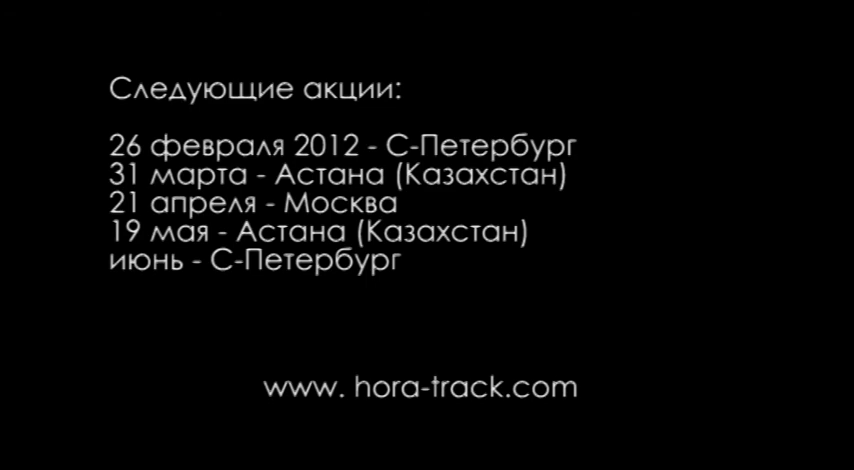 Следующие акции:
26 февраля 2012 - С-Петербург
31 марта - Астана (Казахстан)
21 апреля - Москва
19 мая - Астана (Казахстан)
июнь - С-Петербург
www. hora-track.com